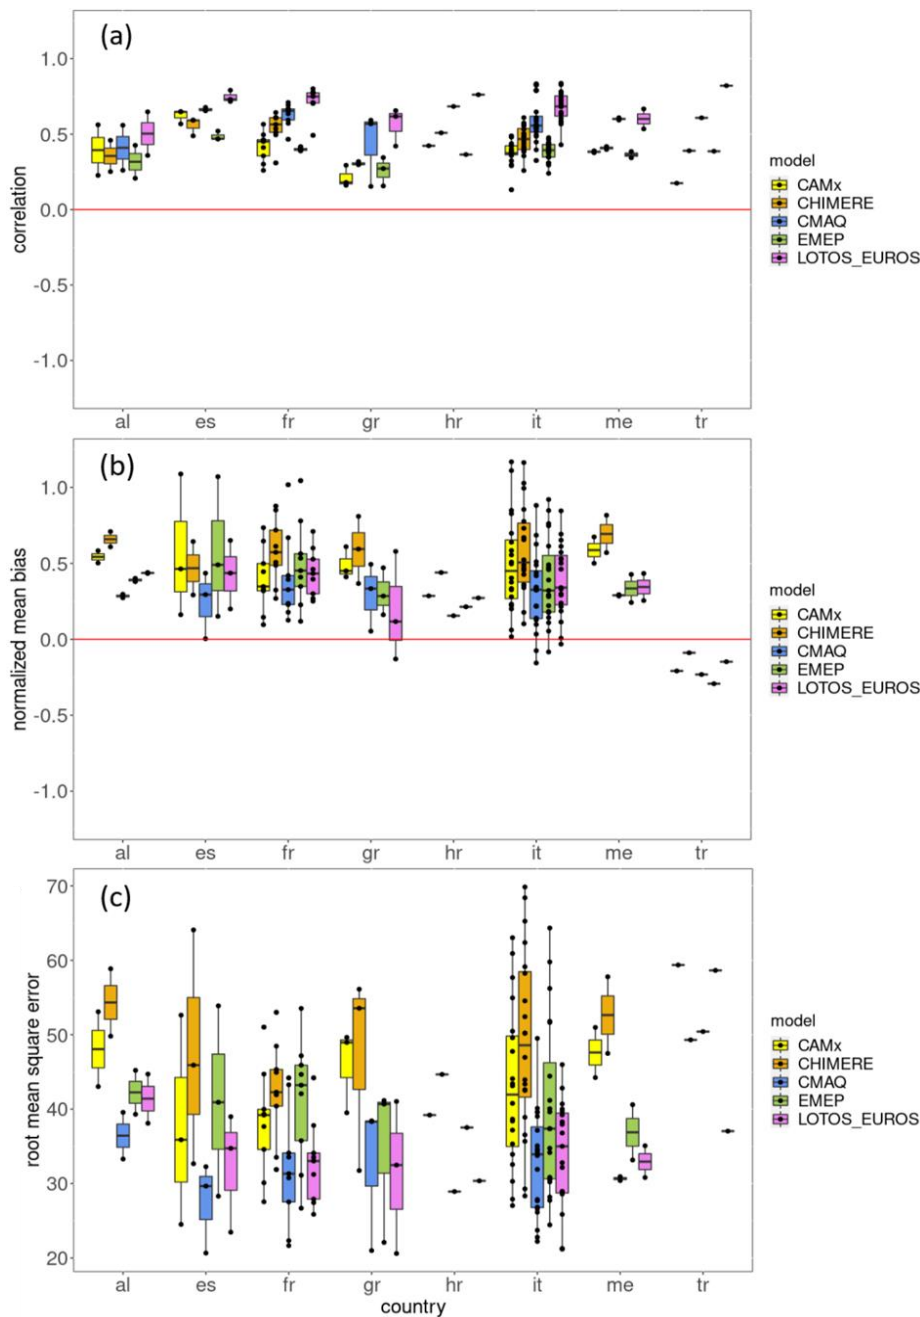 (a)
1.0
0.5
0.0
-0.5
-1.0
correlation
al es fr gr hr it me tr
model
CAMx
CHIMERE
CMAQ
EMEP
LOTOS_EUROS
(b)
1.0
0.5
0.0
-0.5
-1.0
normalized mean bias
al es fr gr hr it me tr
model
CAMx
CHIMERE
CMAQ
EMEP
LOTOS_EUROS
(c)
70
60
50
40
30
20
root mean square error
al es fr gr hr it me tr
country
model
CAMx
CHIMERE
CMAQ
EMEP
LOTOS_EUROS